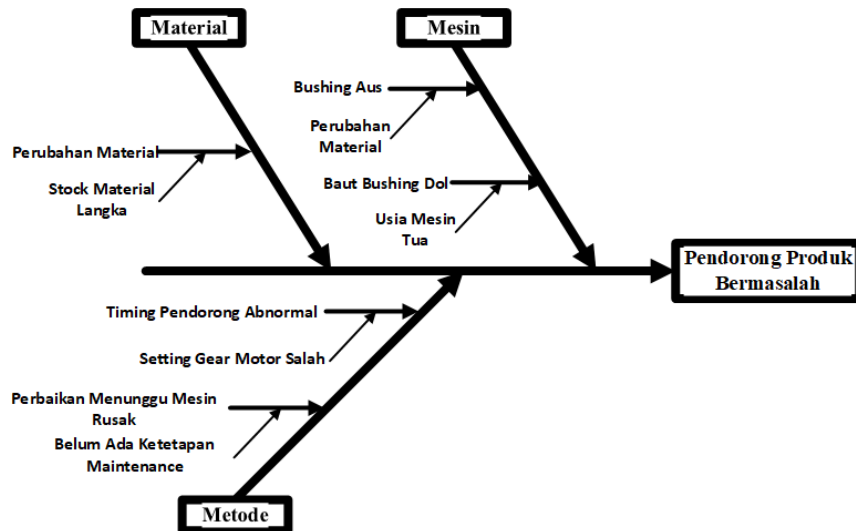 Material
Mesin
Bushing Aus
Perubahan
Material
Perubahan Material
Stock Material
Langka
Baut Bushing Dol
Usia Mesin
Tua
Pendorong Produk
Bermasalah
Timing Pendorong Abnormal
Setting Gear Motor Salah
Perbaikan Menunggu Mesin
Rusak
Belum Ada Ketetapan
Maintenance
Metode